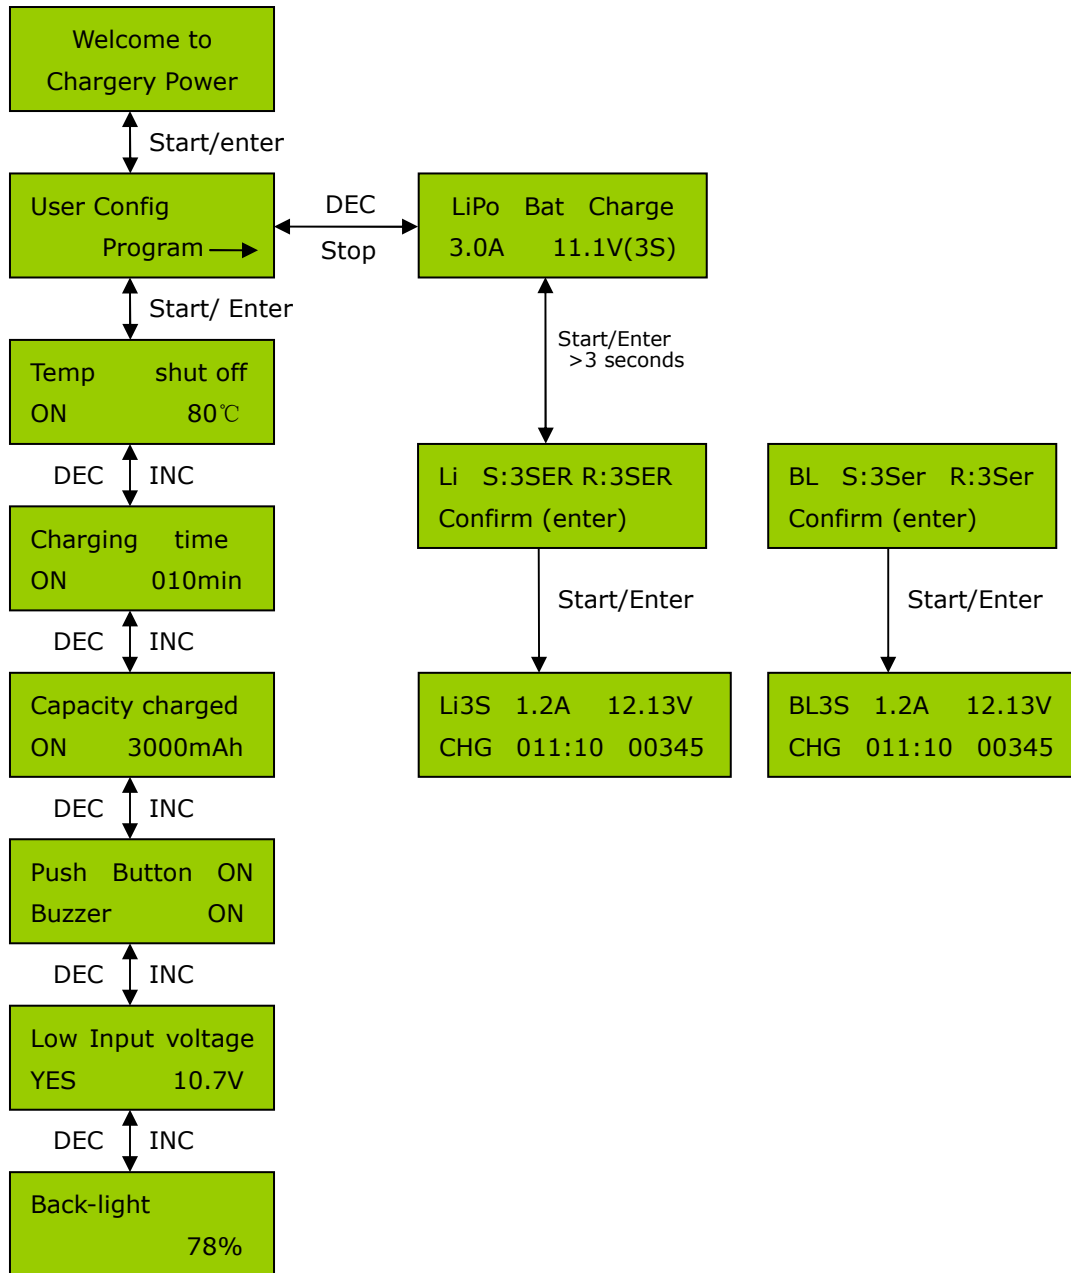 Welcome to
Chargery Power
Start/enter
User Config
Program
DEC
Stop
LiPo Bat Charge
3.0A 11.1V(3S)
Start/ Enter
Start/Enter
>3 seconds
Temp shut off
ON 80℃
DEC INC
Li S:3SER R:3SER
Confirm (enter)
BL S:3Ser R:3Ser
Confirm (enter)
Charging time
ON 010min
Start/Enter
Start/Enter
DEC INC
Capacity charged
ON 3000mAh
Li3S 1.2A 12.13V
CHG 011:10 00345
BL3S 1.2A 12.13V
CHG 011:10 00345
DEC INC
Push Button ON
Buzzer ON
DEC INC
Low Input voltage
YES 10.7V
DEC INC
Back-light
78%